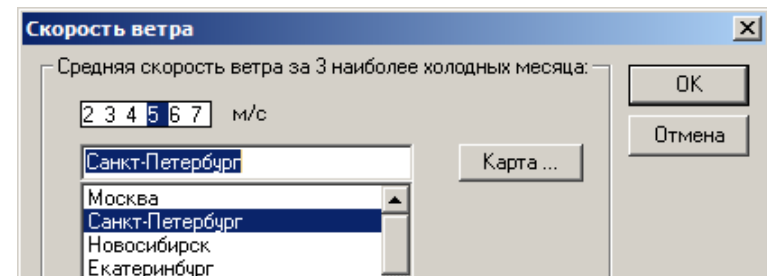 Скорость ветра
Средняя скорость ветра за 3 наиболее холодных месяца:
OK
2 3 4 5 6 7 м/с
Отмена
Санкт-Петербург
Карта ...
Москва
Санкт-Петербург
Новосибирск
Екатеринбург